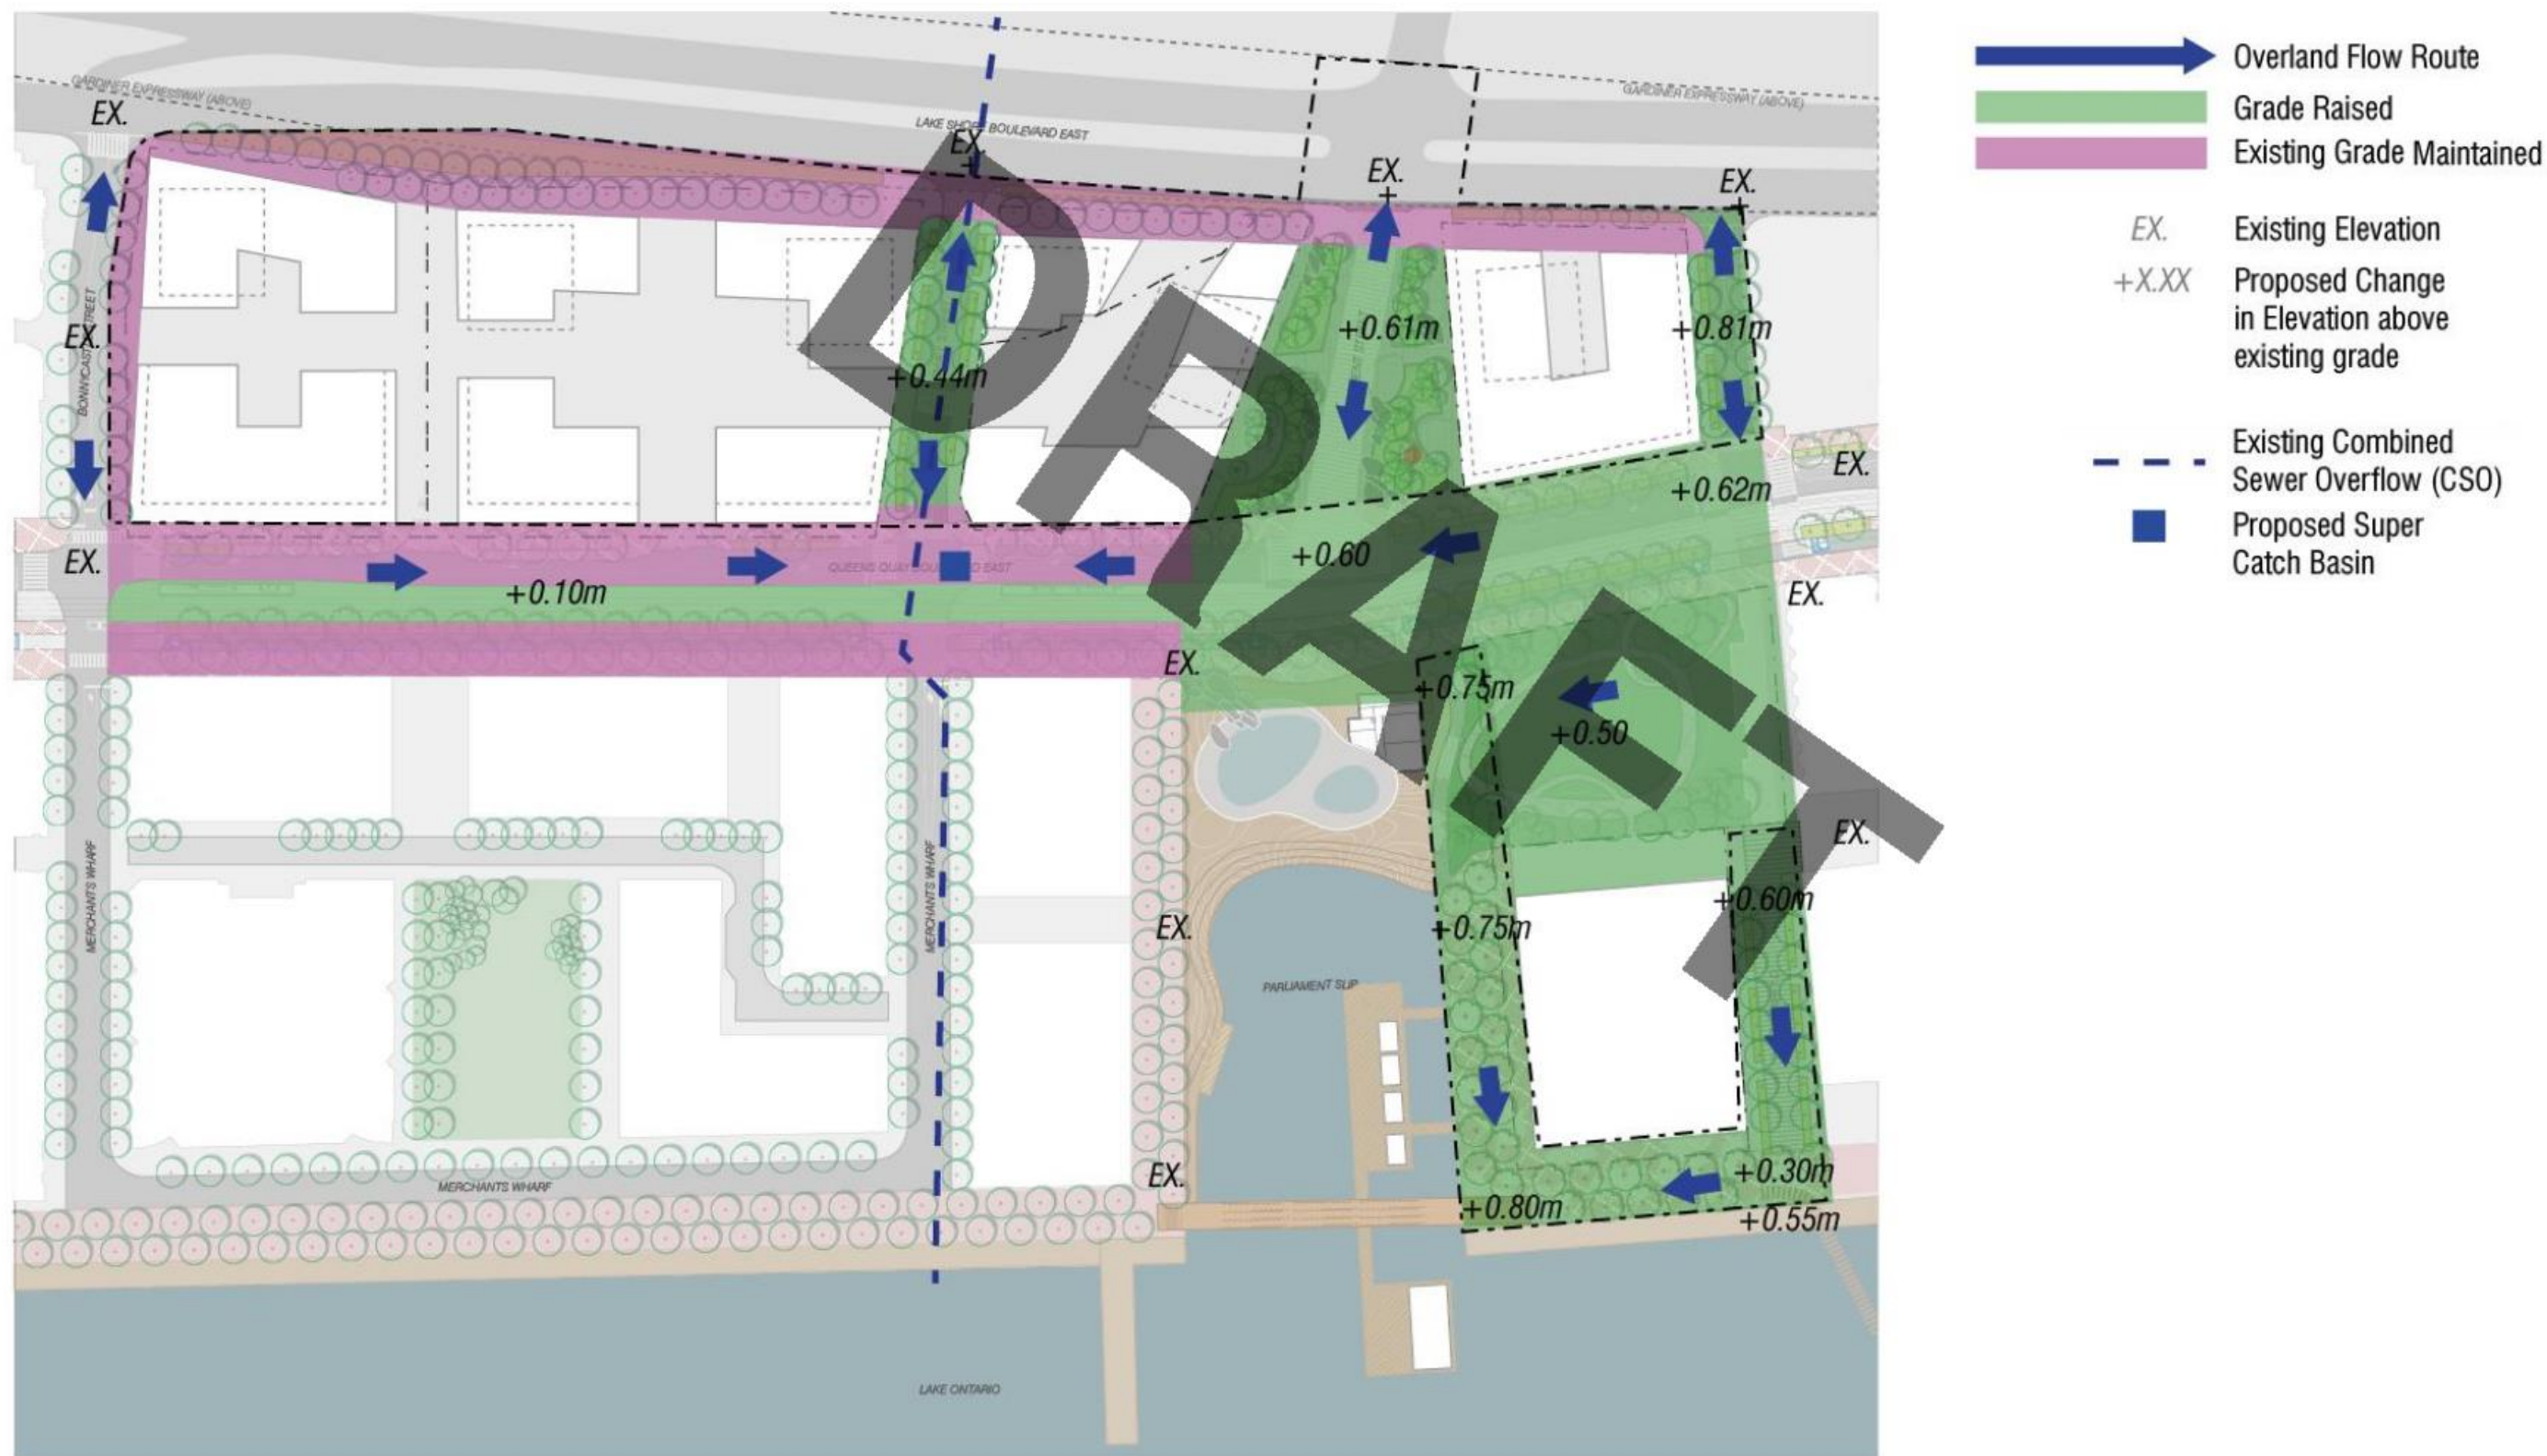 GARDINER EXPRESSWAY (ABOVE)
GARDINER EXPRESSWAY (ABOVE)
EX.
LAKE SHORE BOULEVARD EAST
EX.
EX.
EX.
+0.61m
+0.81m
EX.
BONNYCASTLE STREET
+0.44m
EX.
+0.62m
EX.
+0.60
QUEENS QUAY BOULEVARD EAST
+0.10m
EX.
EX.
+0.75m
+0.50
EX.
MERCHANTS WHARF
MERCHANTS WHARF
+0.60m
EX.
+0.75m
PARLIAMENT SLIP
EX.
+0.30m
MERCHANTS WHARF
+0.80m
+0.55m
LAKE ONTARIO
DRAFT
Overland Flow Route
Grade Raised
Existing Grade Maintained
EX.
Existing Elevation
+X.XX
Proposed Change
in Elevation above
existing grade
Existing Combined
Sewer Overflow (CSO)
Proposed Super
Catch Basin